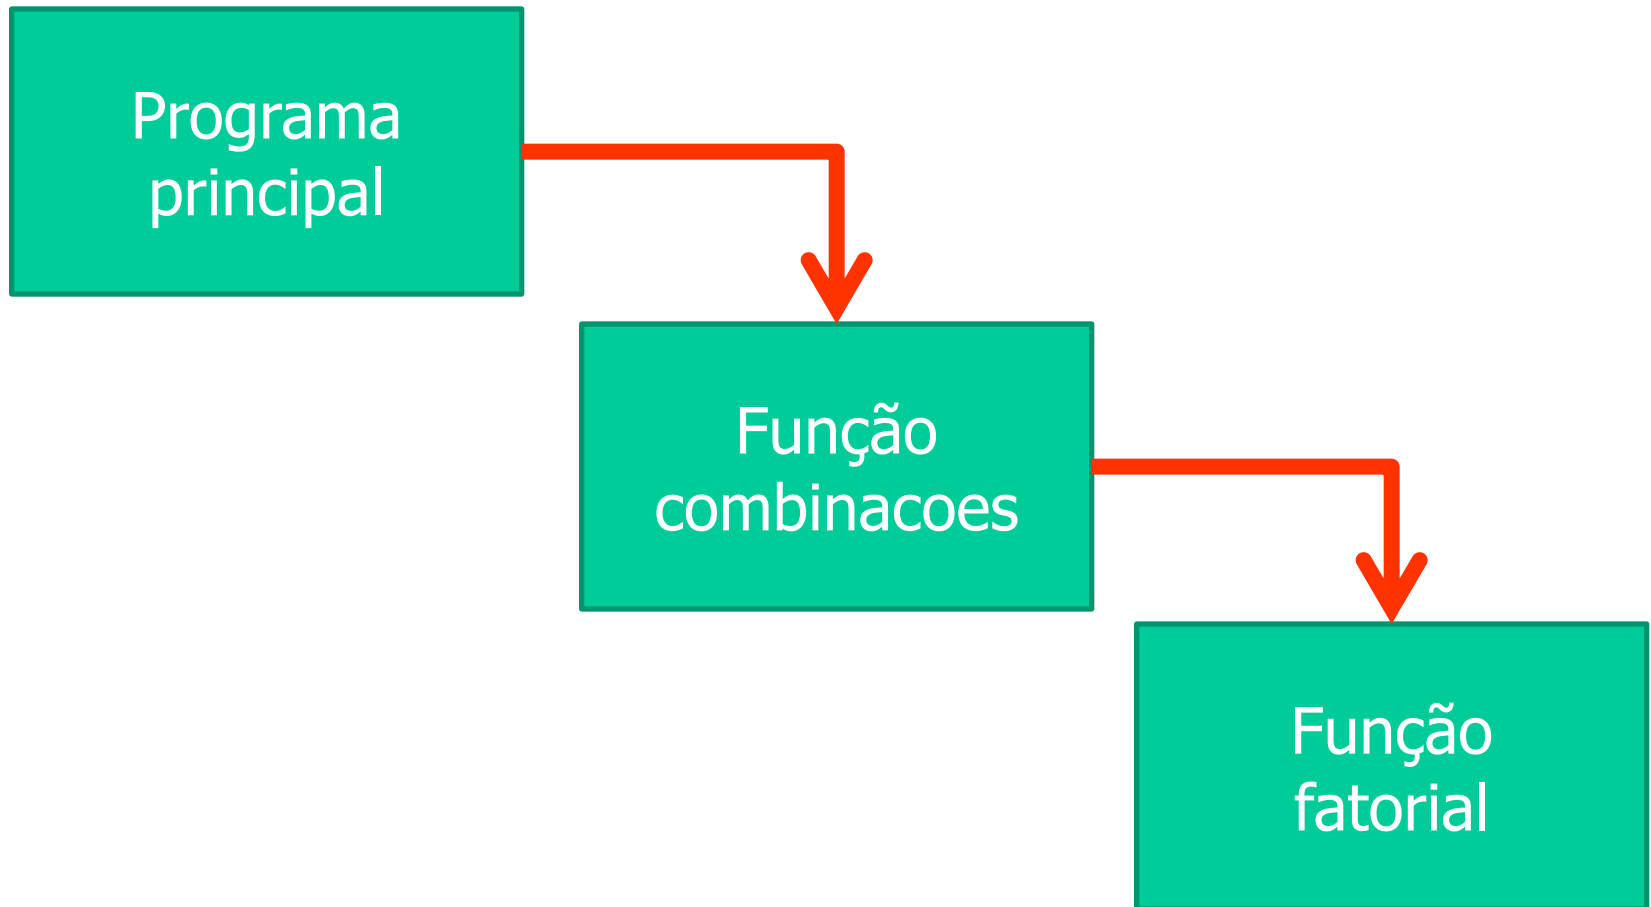 Programa
principal
Função
combinacoes
Função
fatorial